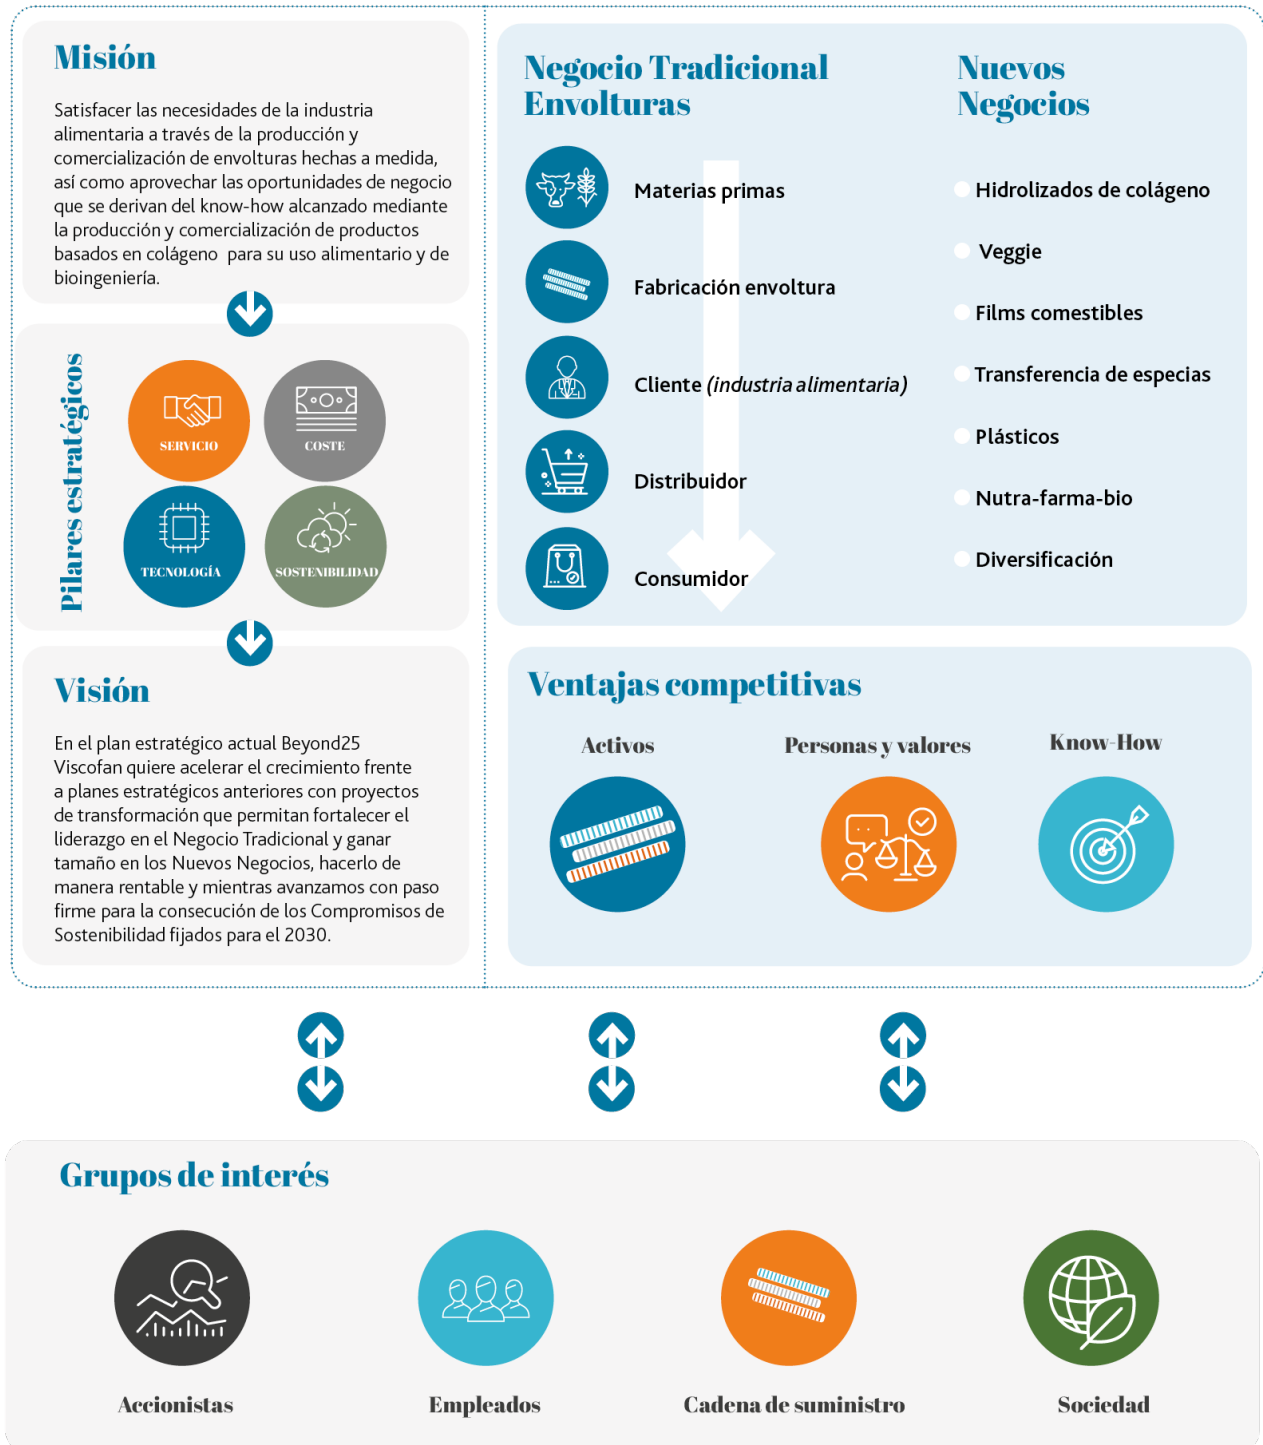 Misión
Satisfacer las necesidades de la industria
alimentaria a través de la producción y
comercialización de envolturas hechas a medida,
así como aprovechar las oportunidades de negocio
que se derivan del know-how alcanzado mediante
la producción y comercialización de productos
basados en colágeno para su uso alimentario y de
bioingeniería.
Pilares estratégicos
SERVICIO
COSTE
TECNOLOGÍA
SOSTENIBILIDAD
Visión
En el plan estratégico actual Beyond25
Viscofan quiere acelerar el crecimiento frente
a planes estratégicos anteriores con proyectos
de transformación que permitan fortalecer el
liderazgo en el Negocio Tradicional y ganar
tamaño en los Nuevos Negocios, hacerlo de
manera rentable y mientras avanzamos con paso
firme para la consecución de los Compromisos de
Sostenibilidad fijados para el 2030.
Negocio Tradicional
Envolturas
Materias primas
Fabricación envoltura
Cliente (industria alimentaria)
Distribuidor
Consumidor
Nuevos
Negocios
Hidrolizados de colágeno
Veggie
Films comestibles
Transferencia de especias
Plásticos
Nutra-farma-bio
Diversificación
Ventajas competitivas
Activos
Personas y valores
Know-How
Grupos de interés
Accionistas
Empleados
Cadena de suministro
Sociedad